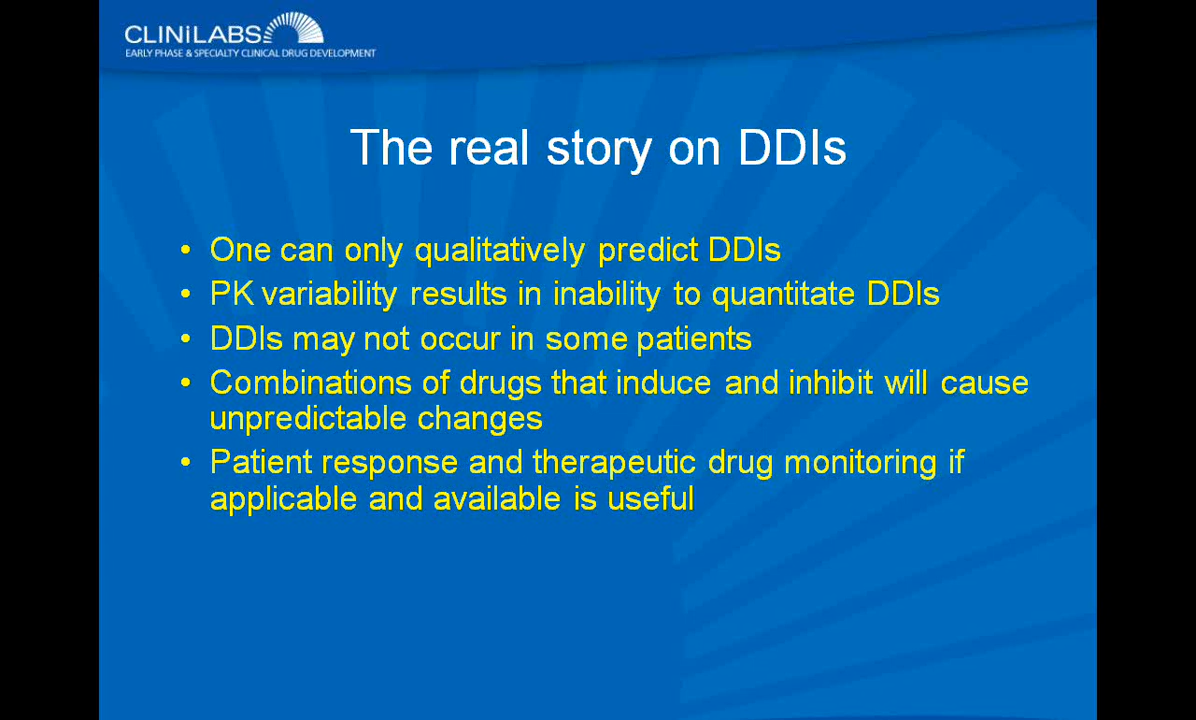 CLINiLABS
EARLY PHASE & SPECIALTY CLINICAL DRUG DEVELOPMENT
The real story on DDIs
• One can only qualitatively predict DDIs
• PK variability results in inability to quantitate DDIs
• DDIs may not occur in some patients
• Combinations of drugs that induce and inhibit will cause
unpredictable changes
• Patient response and therapeutic drug monitoring if
applicable and available is useful